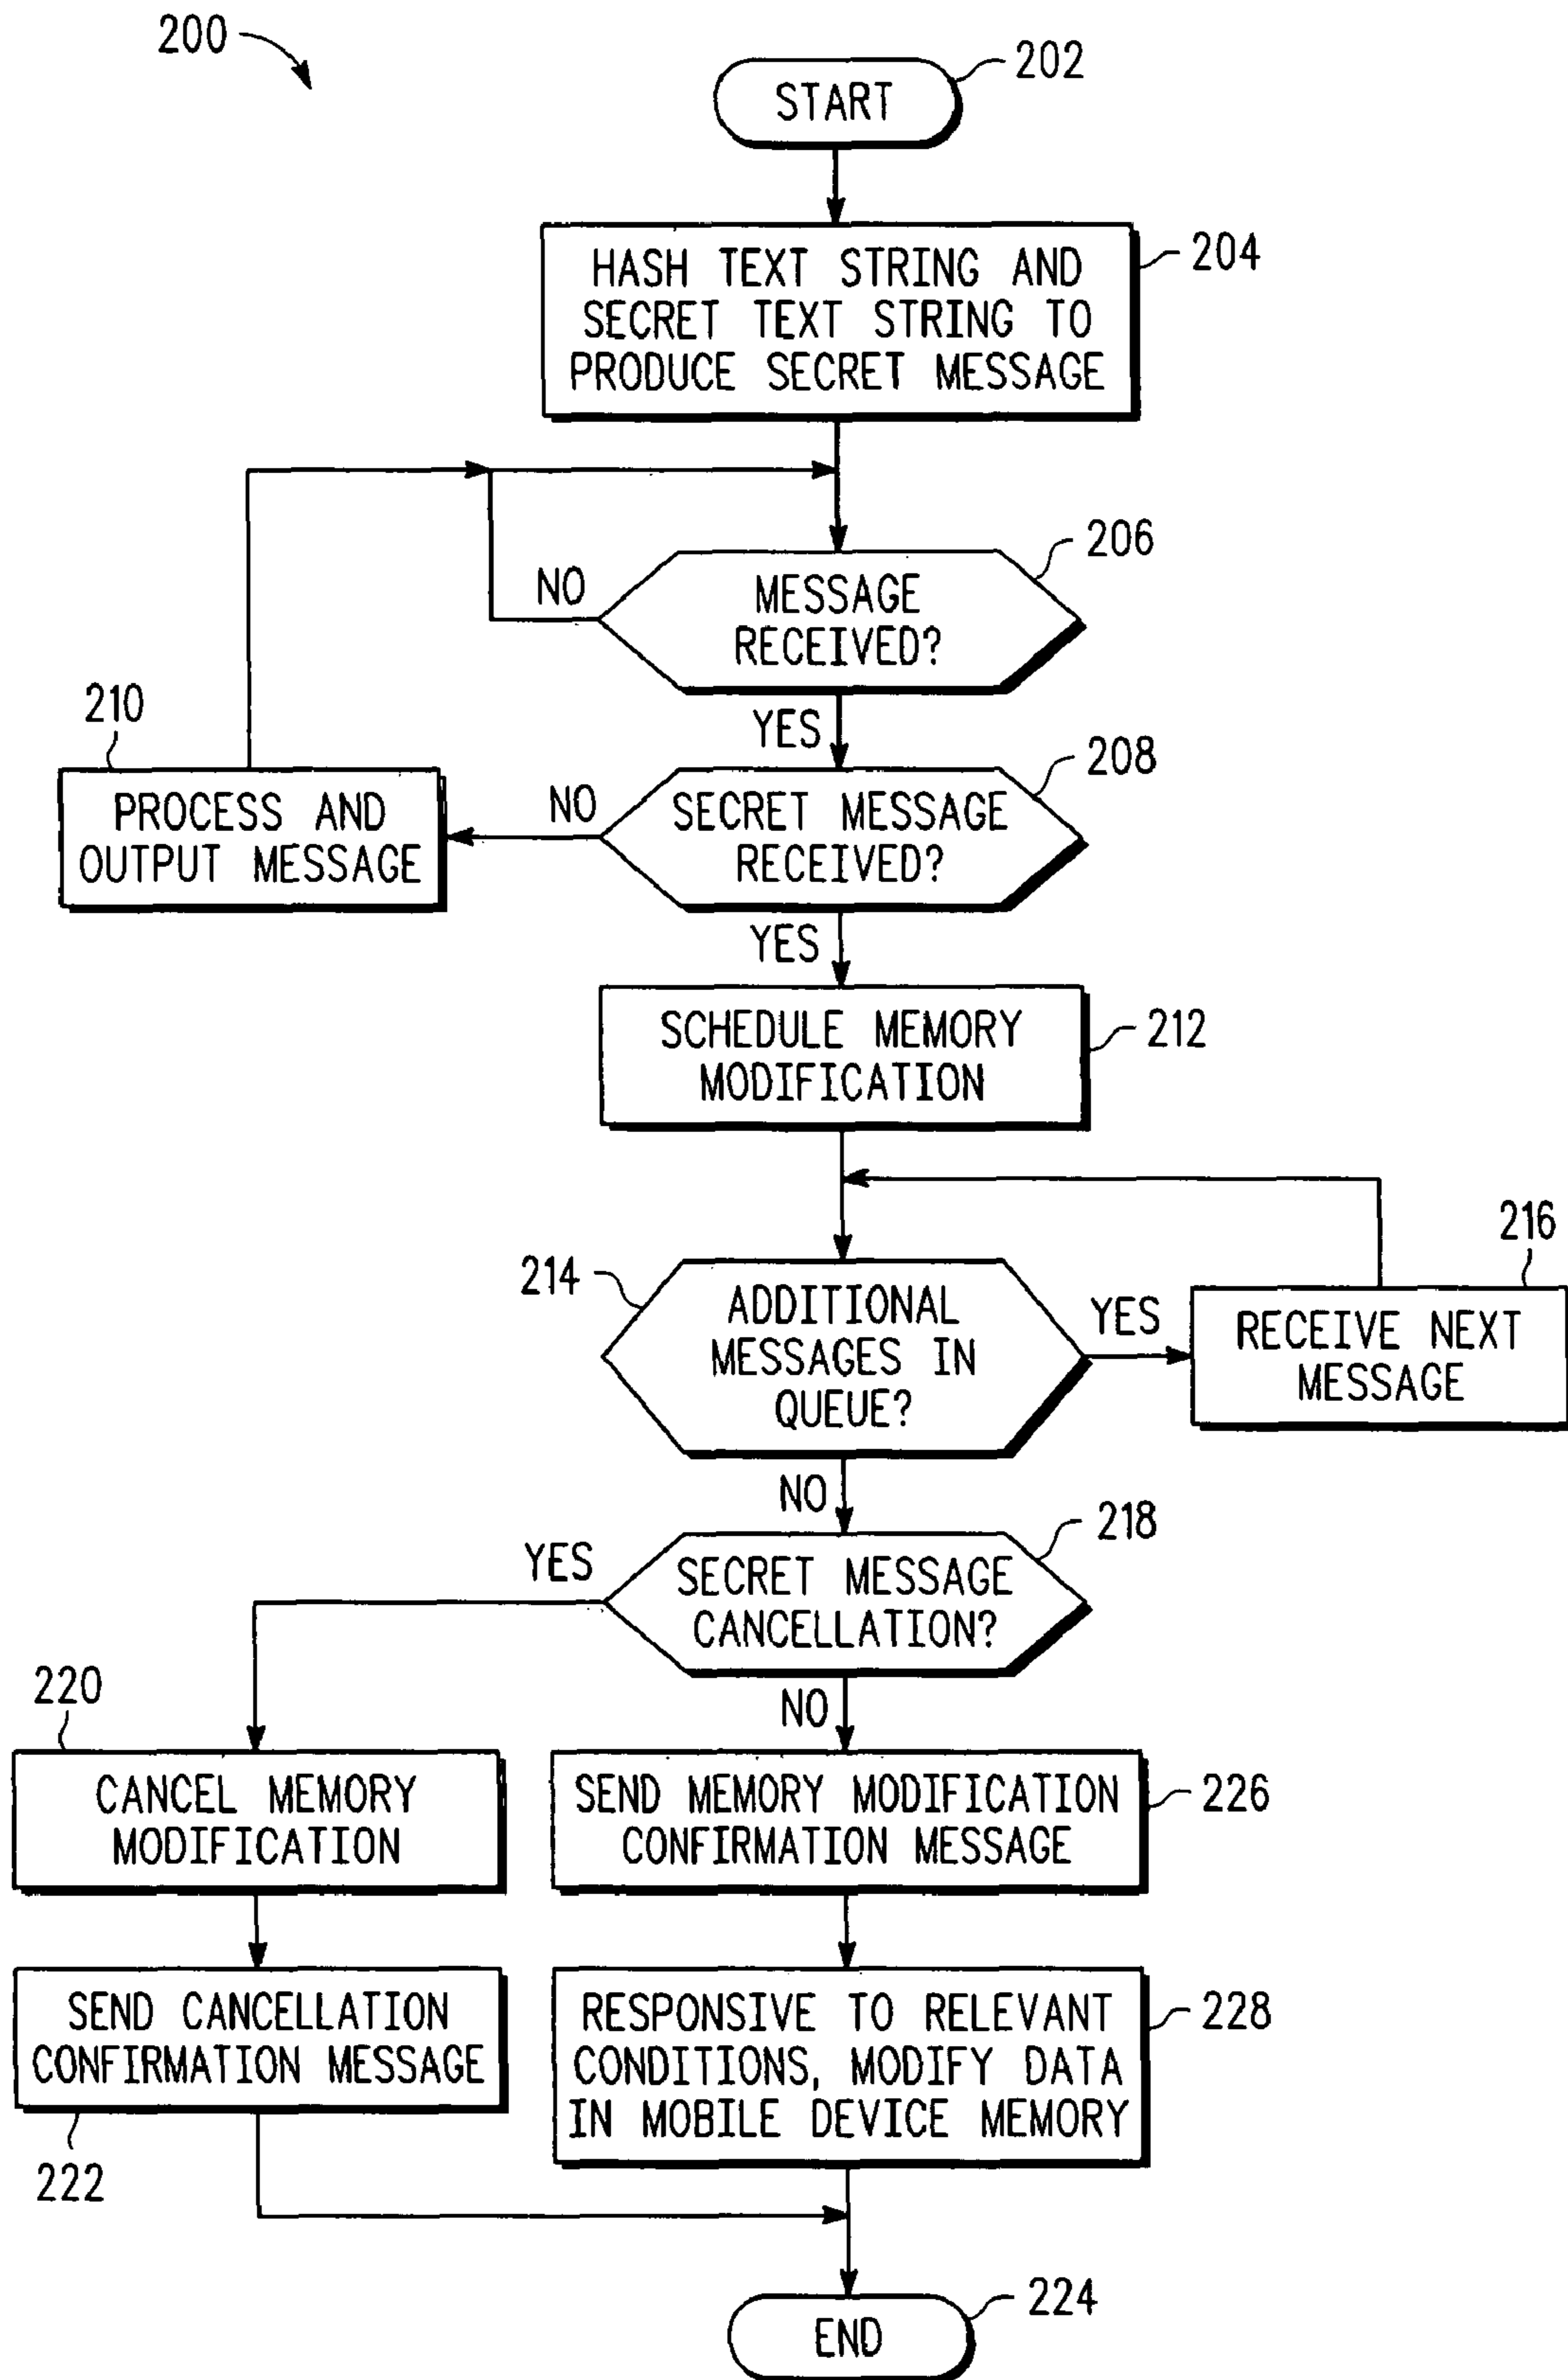 200
202
START
204
HASH TEXT STRING AND
SECRET TEXT STRING TO
PRODUCE SECRET MESSAGE
206
NO
MESSAGE
RECEIVED?
210
YES
208
PROCESS AND
OUTPUT MESSAGE
NO
SECRET MESSAGE
RECEIVED?
YES
SCHEDULE MEMORY
MODIFICATION
212
214
216
ADDITIONAL
MESSAGES IN
QUEUE?
YES
RECEIVE NEXT
MESSAGE
NO
218
YES
SECRET MESSAGE
CANCELLATION?
220
NO
CANCEL MEMORY
MODIFICATION
SEND MEMORY MODIFICATION
CONFIRMATION MESSAGE
226
SEND CANCELLATION
CONFIRMATION MESSAGE
222
RESPONSIVE TO RELEVANT
CONDITIONS, MODIFY DATA
IN MOBILE DEVICE MEMORY
228
224
END